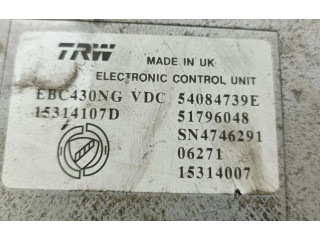 TRW
MADE IN UK
ELECTRONIC CONTROL UNIT
EBC430NG VDC 54084739E
15314107D 51796048
SN4746291
06271
15314007